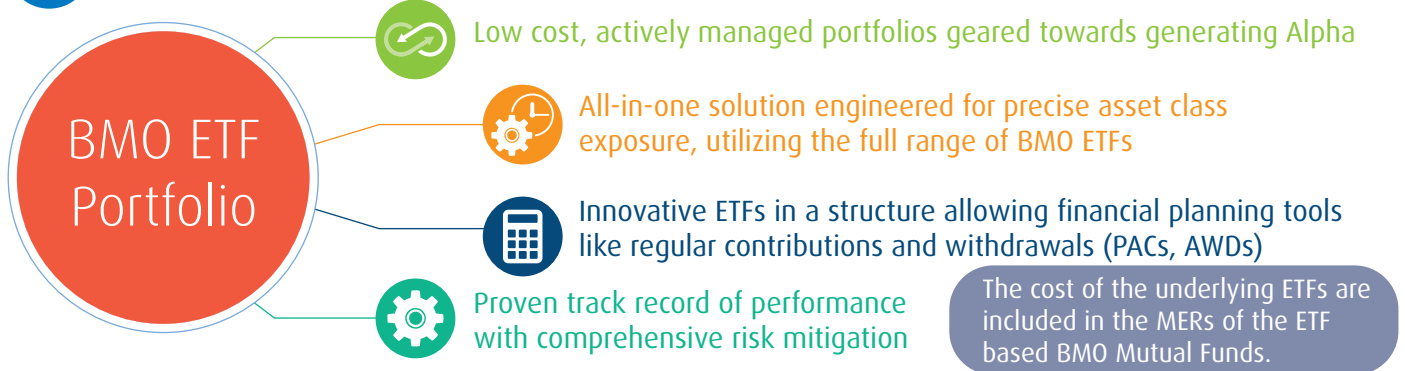 BMO ETF
Portfolio
Low cost, actively managed portfolios geared towards generating Alpha
All-in-one solution engineered for precise asset class
exposure, utilizing the full range of BMO ETFs
Innovative ETFs in a structure allowing financial planning tools
like regular contributions and withdrawals (PACs, AWDs)
Proven track record of performance
with comprehensive risk mitigation
The cost of the underlying ETFs are
included in the MERs of the ETF
based BMO Mutual Funds.